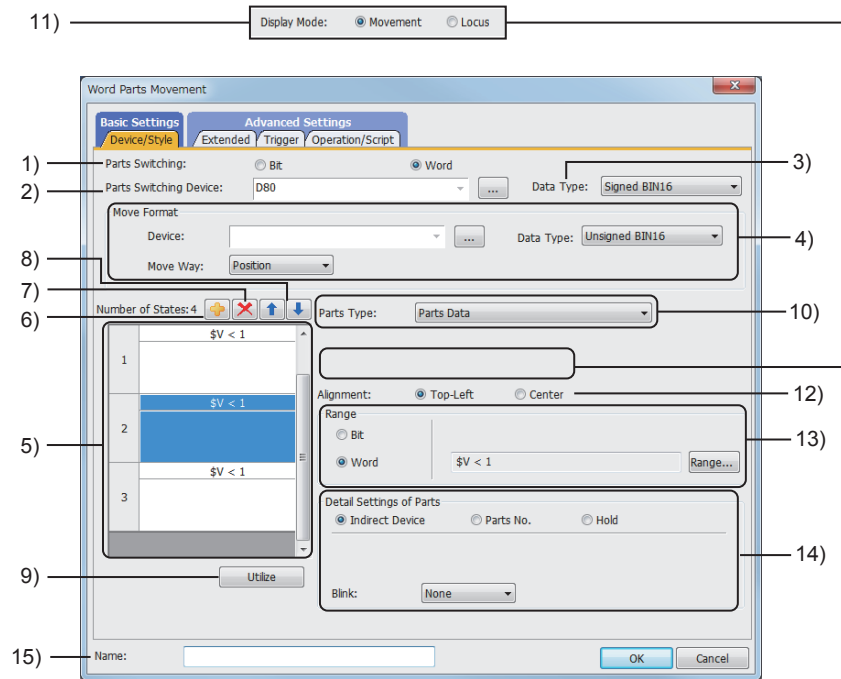 11) Display Mode: Movement Locus
Word Parts Movement
Basic Settings Advanced Settings
Device/Style Extended Trigger Operation/Script
1) Parts Switching: Bit Word 3)
2) Parts Switching Device: D80 ... Data Type: Signed BIN16
Move Format
Device: ... Data Type: Unsigned BIN16 4)
8) Move Way: Position
7)
6) Number of States:4 Parts Type: Parts Data 10)
$V < 1
1
Alignment: Top-Left Center 12)
$V < 1
2
5)
Range
Bit
Word $V < 1 Range... 13)
$V < 1
3
Detail Settings of Parts
Indirect Device Parts No. Hold
14)
9) Utilize
Blink: None
15) Name: OK Cancel